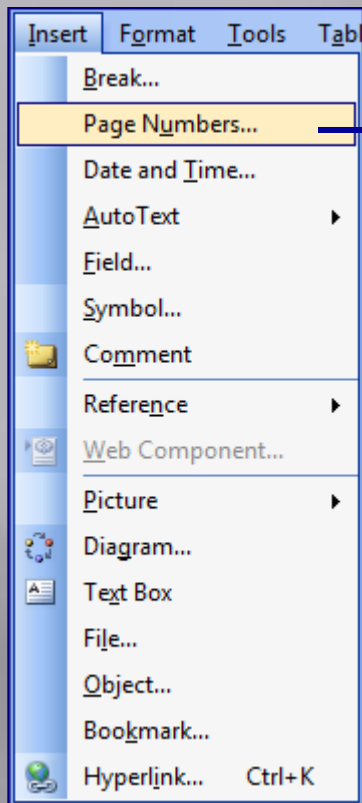 Insert Format Tools Tabl
Break...
Page Numbers...
Date and Time...
AutoText
Field...
Symbol...
Comment
Reference
Web Component...
Picture
Diagram...
Text Box
File...
Object...
Bookmark...
Hyperlink... Ctrl+K